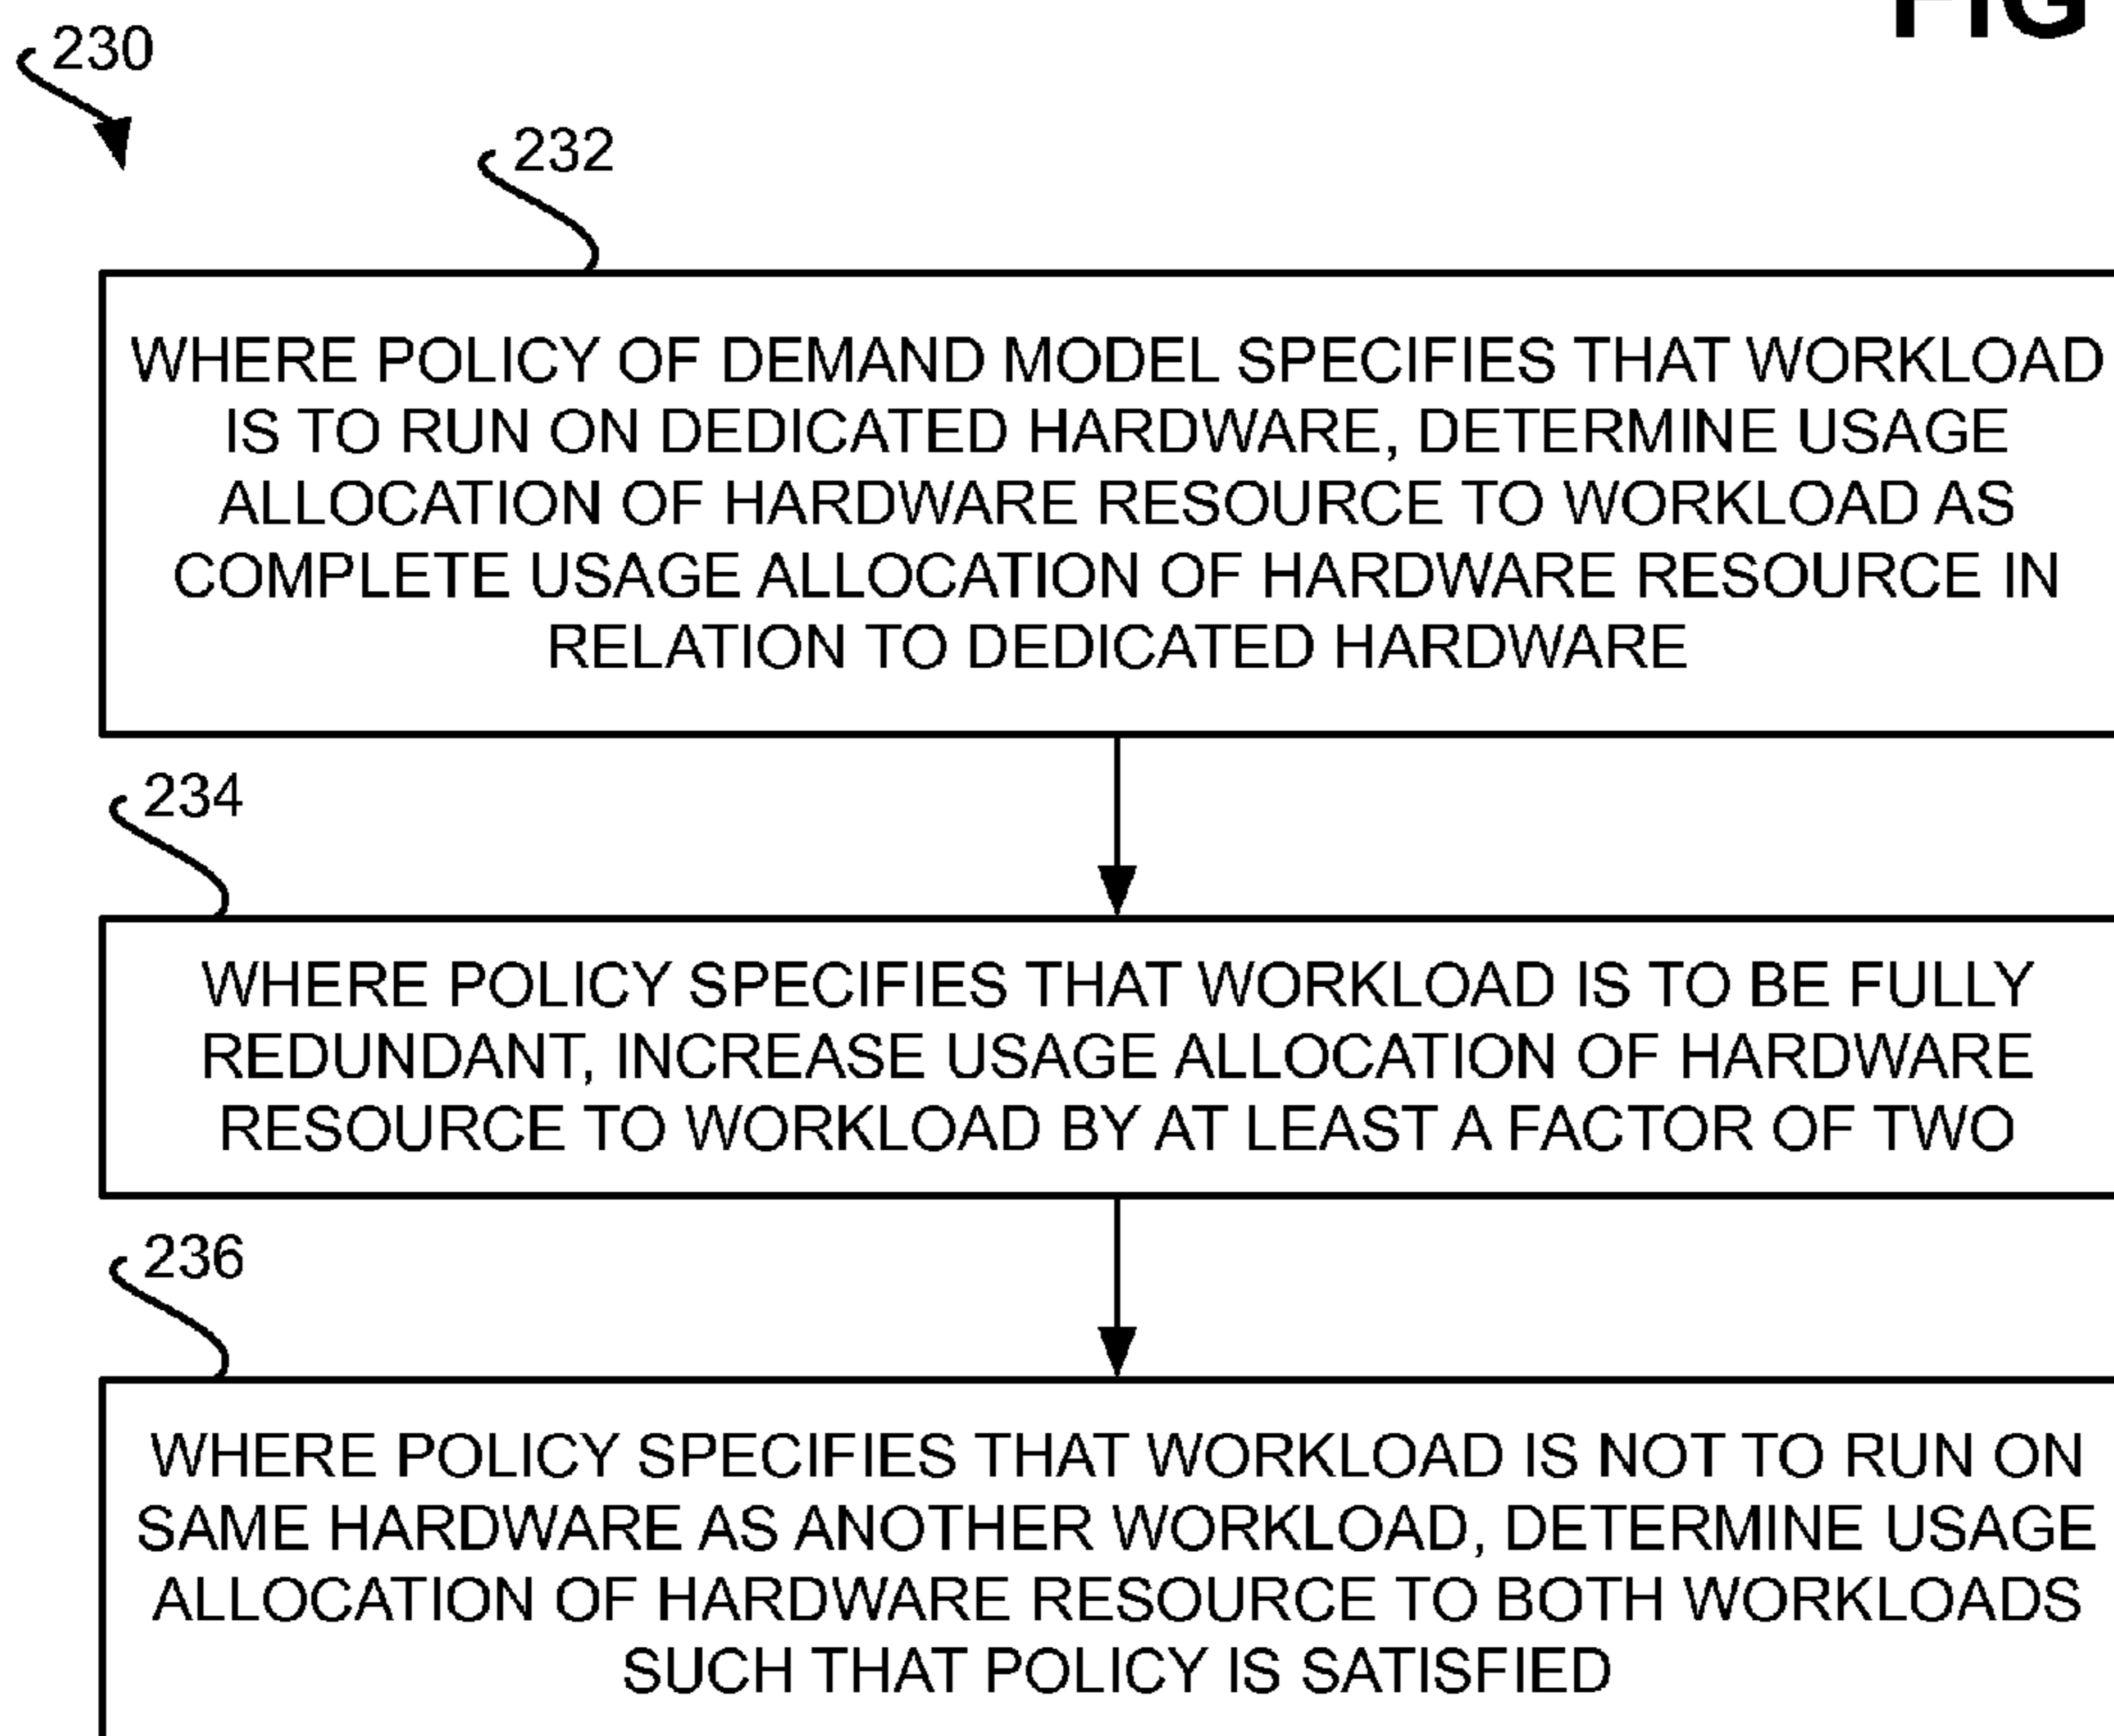 FIG
230
232
WHERE POLICY OF DEMAND MODEL SPECIFIES THAT WORKLOAD
IS TO RUN ON DEDICATED HARDWARE, DETERMINE USAGE
ALLOCATION OF HARDWARE RESOURCE TO WORKLOAD AS
COMPLETE USAGE ALLOCATION OF HARDWARE RESOURCE IN
RELATION TO DEDICATED HARDWARE
234
WHERE POLICY SPECIFIES THAT WORKLOAD IS TO BE FULLY
REDUNDANT, INCREASE USAGE ALLOCATION OF HARDWARE
RESOURCE TO WORKLOAD BY AT LEAST A FACTOR OF TWO
236
WHERE POLICY SPECIFIES THAT WORKLOAD IS NOT TO RUN ON
SAME HARDWARE AS ANOTHER WORKLOAD, DETERMINE USAGE
ALLOCATION OF HARDWARE RESOURCE TO BOTH WORKLOADS
SUCH THAT POLICY IS SATISFIED